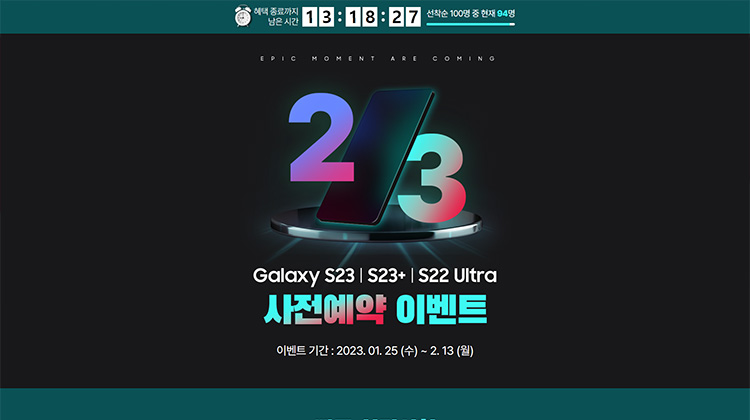 혜택 종료까지
남은 시간
13:18:27
선착순 100명 중 현재 94명
EPIC MOMENT ARE COMING
23
Galaxy S23 | S23+ | S22 Ultra
사전예약 이벤트
이벤트 기간 : 2023. 01. 25 (수) ~ 2. 13 (월)